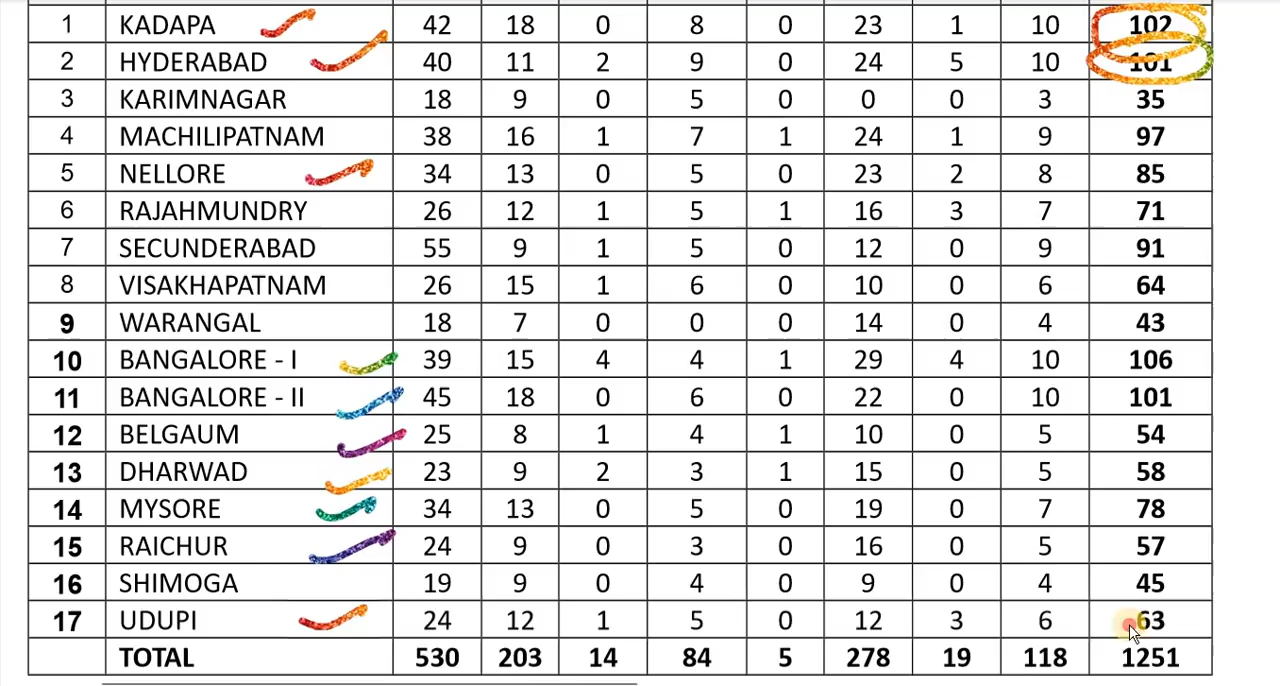 1 KADAPA 42 18 0 8 0 23 1 10 102
2 HYDERABAD 40 11 2 9 0 24 5 10 101
3 KARIMNAGAR 18 9 0 5 0 0 0 3 35
4 MACHILIPATNAM 38 16 1 7 1 24 1 9 97
5 NELLORE 34 13 0 5 0 23 2 8 85
6 RAJAHMUNDRY 26 12 1 5 1 16 3 7 71
7 SECUNDERABAD 55 9 1 5 0 12 0 9 91
8 VISAKHAPATNAM 26 15 1 6 0 10 0 6 64
9 WARANGAL 18 7 0 0 0 14 0 4 43
10 BANGALORE - I 39 15 4 4 1 29 4 10 106
11 BANGALORE - II 45 18 0 6 0 22 0 10 101
12 BELGAUM 25 8 1 4 1 10 0 5 54
13 DHARWAD 23 9 2 3 1 15 0 5 58
14 MYSORE 34 13 0 5 0 19 0 7 78
15 RAICHUR 24 9 0 3 0 16 0 5 57
16 SHIMOGA 19 9 0 4 0 9 0 4 45
17 UDUPI 24 12 1 5 0 12 3 6 63
TOTAL 530 203 14 84 5 278 19 118 1251